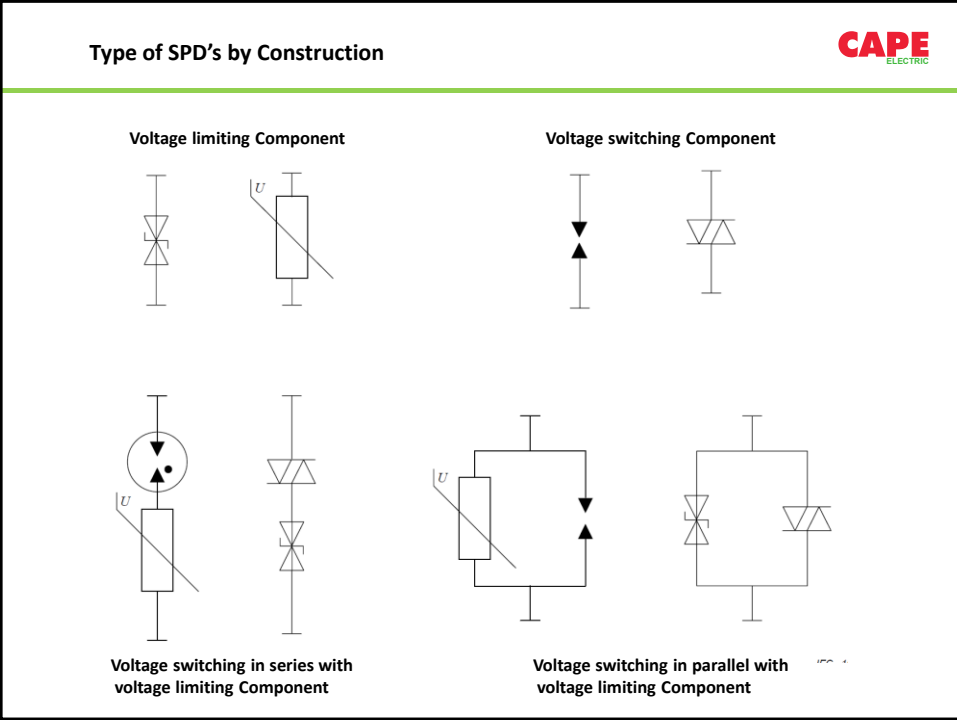 Type of SPD's by Construction
CAPE
ELECTRIC
Voltage limiting Component
Voltage switching Component
U
U
U
Voltage switching in series with
voltage limiting Component
Voltage switching in parallel with
voltage limiting Component